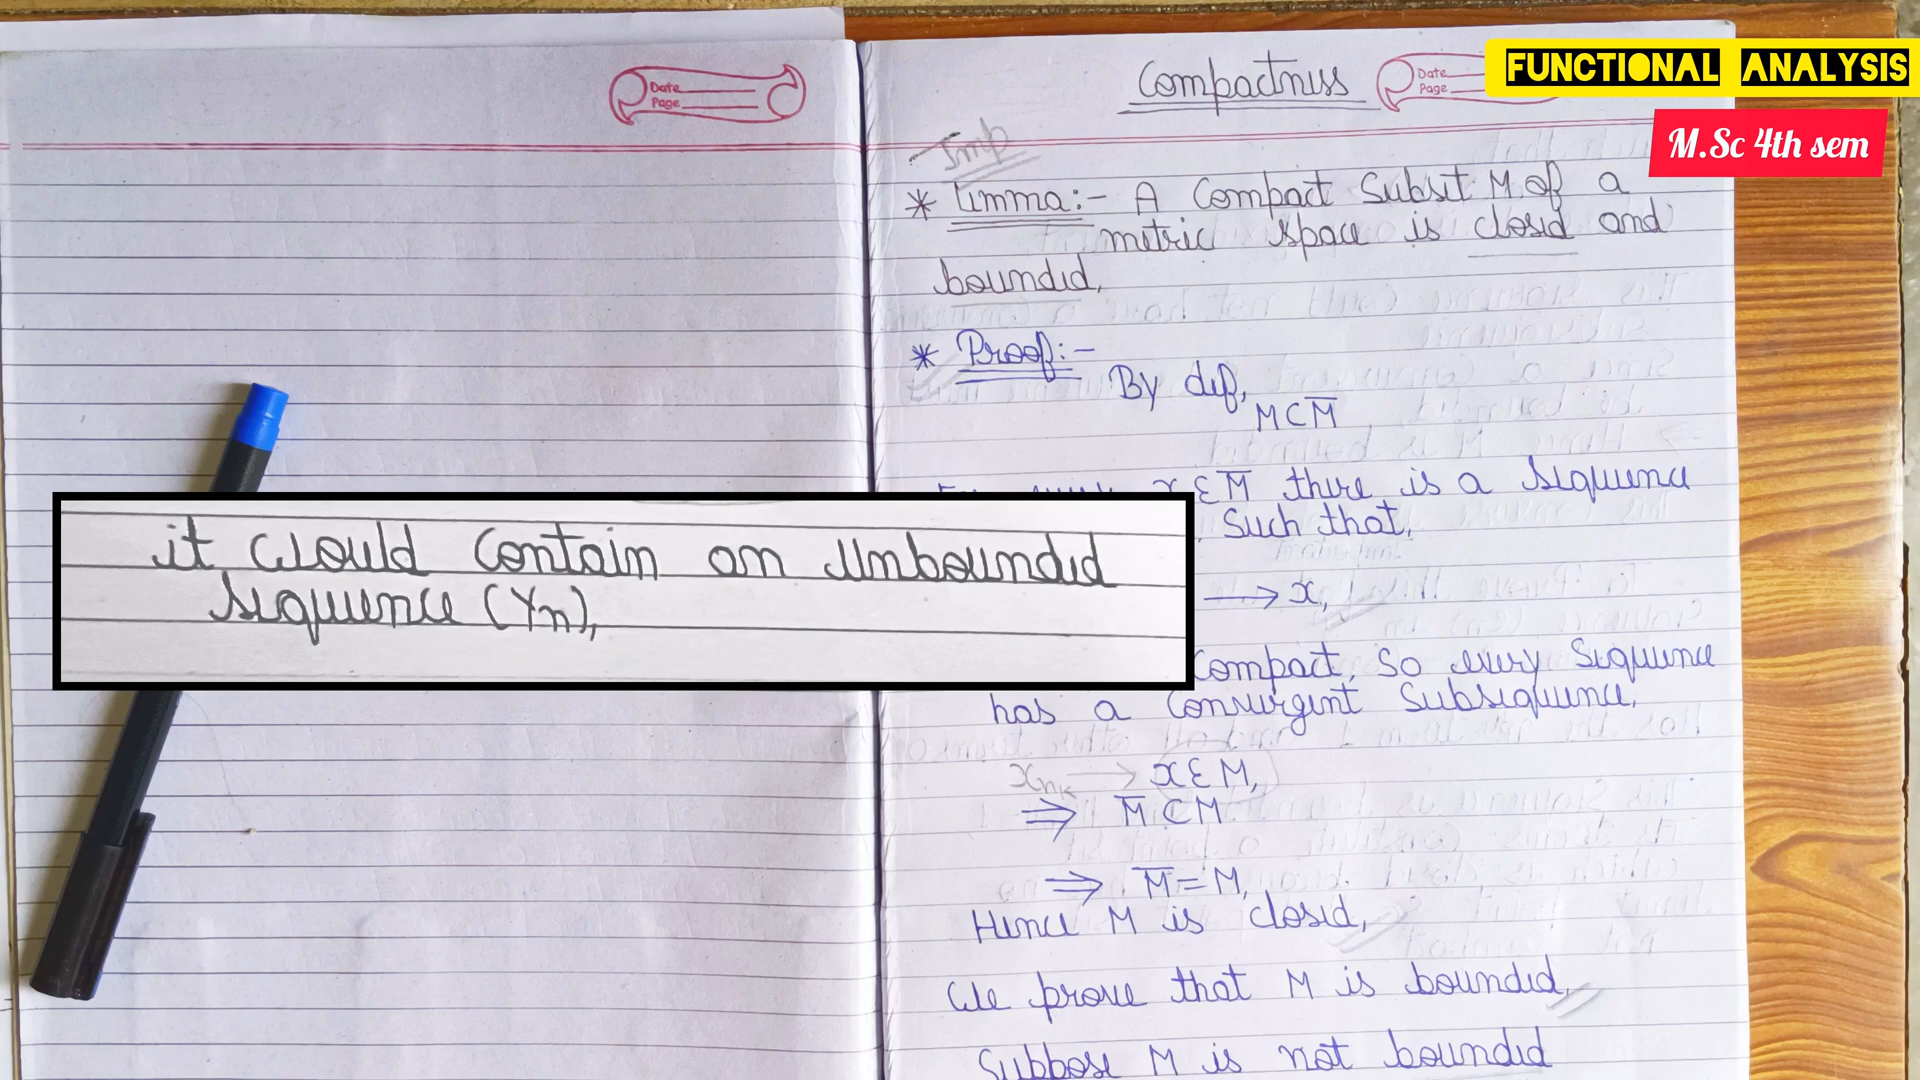 Date
Page
Compactness
Date
Page
FUNCTIONAL ANALYSIS
M.Sc 4th sem
Imp
* Lemma:- A Compact Subset M of a
metric space is closed and
bounded,
* Proof:-
By def,
M⊂M̅
x∈M̅ there is a sequence
Such that,
→ x,
it would contain an Unbounded
sequence (Yn),
Compact, So every Sequence
has a Convergent Subsequence,
xnₖ → x∈M,
⇒ M̅⊂M
⇒ M̅=M,
Hence M is closed,
We prove that M is bounded,
Suppose M is not bounded